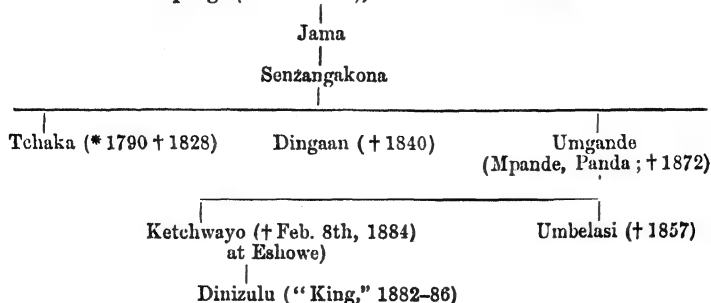 Jama
Senzangakona
Tchaka (* 1790 † 1828) Dingaan († 1840) Umgande
(Mpande, Panda; † 1872)
Ketchwayo († Feb. 8th, 1884) Umbelasi († 1857)
at Eshowe)
Dinizulu ("King," 1882–86)